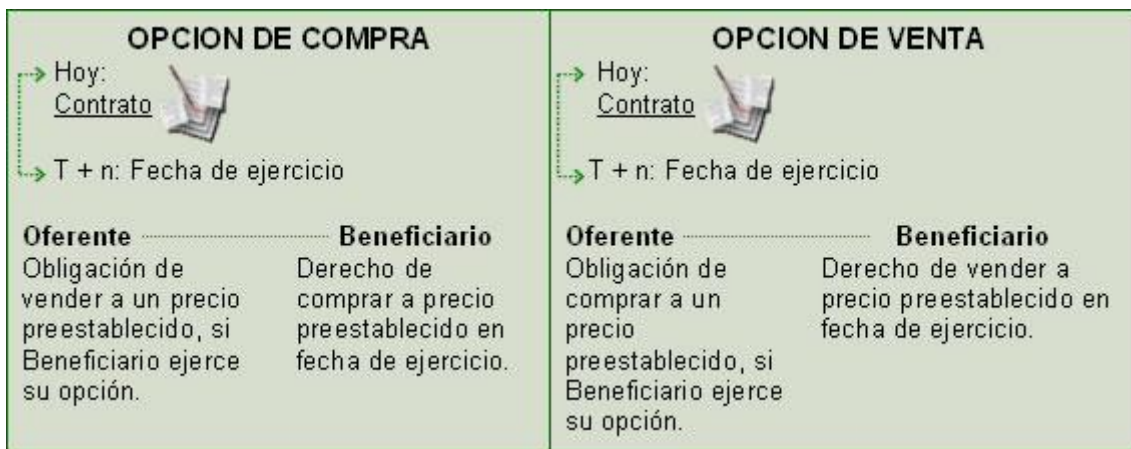 OPCION DE COMPRA
Hoy:
Contrato
T + n: Fecha de ejercicio
Oferente
Obligación de
vender a un precio
preestablecido, si
Beneficiario ejerce
su opción.
Beneficiario
Derecho de
comprar a precio
preestablecido en
fecha de ejercicio.
OPCION DE VENTA
Hoy:
Contrato
T + n: Fecha de ejercicio
Oferente
Obligación de
comprar a un
precio
preestablecido, si
Beneficiario ejerce
su opción.
Beneficiario
Derecho de vender a
precio preestablecido en
fecha de ejercicio.